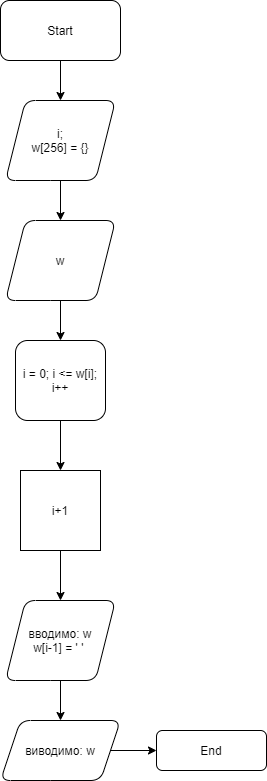 Start
i;
w[256] = {}
w
i = 0; i <= w[i];
i++
i+1
вводимо: w
w[i-1] = ' '
виводимо: w
End